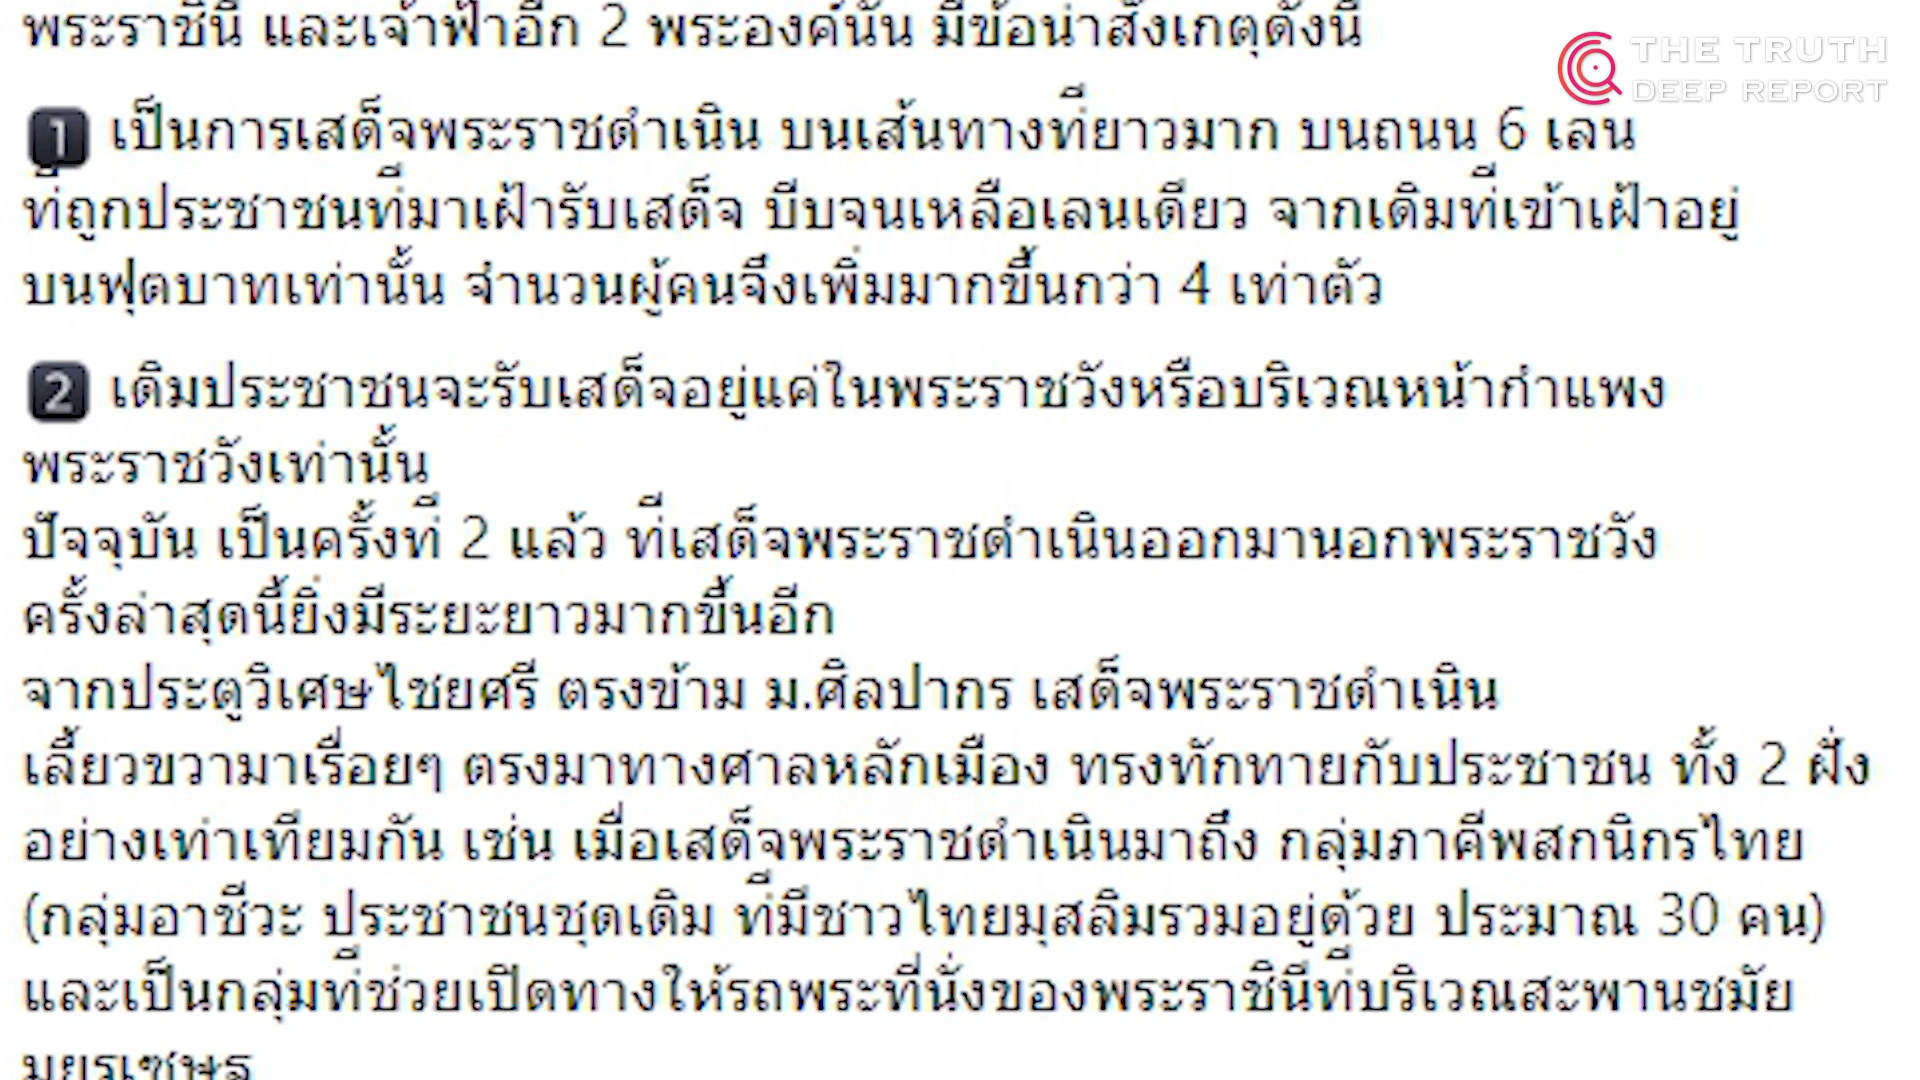 พระราชินี และเจ้าฟ้าอีก 2 พระองค์นั้น มีข้อน่าสังเกตุดังนี้
THE TRUTH
DEEP REPORT
1 เป็นการเสด็จพระราชดำเนิน บนเส้นทางที่ยาวมาก บนถนน 6 เลน
ที่ถูกประชาชนที่มาเฝ้ารับเสด็จ บีบจนเหลือเลนเดียว จากเดิมที่เข้าเฝ้าอยู่
บนฟุตบาทเท่านั้น จำนวนผู้คนจึงเพิ่มมากขึ้นกว่า 4 เท่าตัว
2 เดิมประชาชนจะรับเสด็จอยู่แค่ในพระราชวังหรือบริเวณหน้ากำแพง
พระราชวังเท่านั้น
ปัจจุบัน เป็นครั้งที่ 2 แล้ว ที่เสด็จพระราชดำเนินออกมานอกพระราชวัง
ครั้งล่าสุดนี้ยิ่งมีระยะยาวมากขึ้นอีก
จากประตูวิเศษไชยศรี ตรงข้าม ม.ศิลปากร เสด็จพระราชดำเนิน
เลี้ยวขวามาเรื่อยๆ ตรงมาทางศาลหลักเมือง ทรงทักทายกับประชาชน ทั้ง 2 ฝั่ง
อย่างเท่าเทียมกัน เช่น เมื่อเสด็จพระราชดำเนินมาถึง กลุ่มภาคีพสกนิกรไทย
(กลุ่มอาชีวะ ประชาชนชุดเดิม ที่มีชาวไทยมุสลิมรวมอยู่ด้วย ประมาณ 30 คน)
และเป็นกลุ่มที่ช่วยเปิดทางให้รถพระที่นั่งของพระราชินีที่บริเวณสะพานชมัย
มยุรเชษฐ